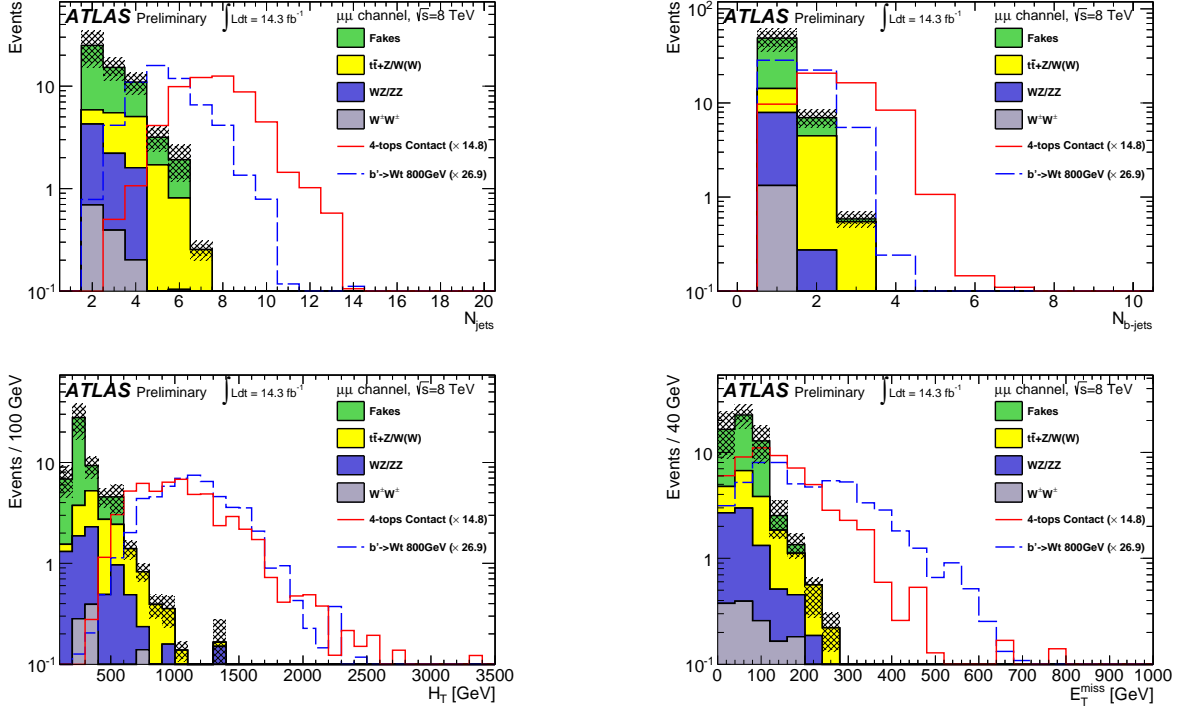 Events
ATLAS Preliminary ∫ Ldt = 14.3 fb⁻¹ μμ channel, √s=8 TeV
Fakes
tt̄+Z/W(W)
WZ/ZZ
W±W±
4-tops Contact (× 14.8)
b'->Wt 800GeV (× 26.9)
10
1
10⁻¹
2 4 6 8 10 12 14 16 18 20
N_jets
Events
ATLAS Preliminary ∫ Ldt = 14.3 fb⁻¹ μμ channel, √s=8 TeV
Fakes
tt̄+Z/W(W)
WZ/ZZ
W±W±
4-tops Contact (× 14.8)
b'->Wt 800GeV (× 26.9)
10²
10
1
10⁻¹
0 2 4 6 8 10
N_b-jets
Events / 100 GeV
ATLAS Preliminary ∫ Ldt = 14.3 fb⁻¹ μμ channel, √s=8 TeV
Fakes
tt̄+Z/W(W)
WZ/ZZ
W±W±
4-tops Contact (× 14.8)
b'->Wt 800GeV (× 26.9)
10
1
10⁻¹
500 1000 1500 2000 2500 3000 3500
H_T [GeV]
Events / 40 GeV
ATLAS Preliminary ∫ Ldt = 14.3 fb⁻¹ μμ channel, √s=8 TeV
Fakes
tt̄+Z/W(W)
WZ/ZZ
W±W±
4-tops Contact (× 14.8)
b'->Wt 800GeV (× 26.9)
10
1
10⁻¹
0 100 200 300 400 500 600 700 800 900 1000
E_T^miss [GeV]